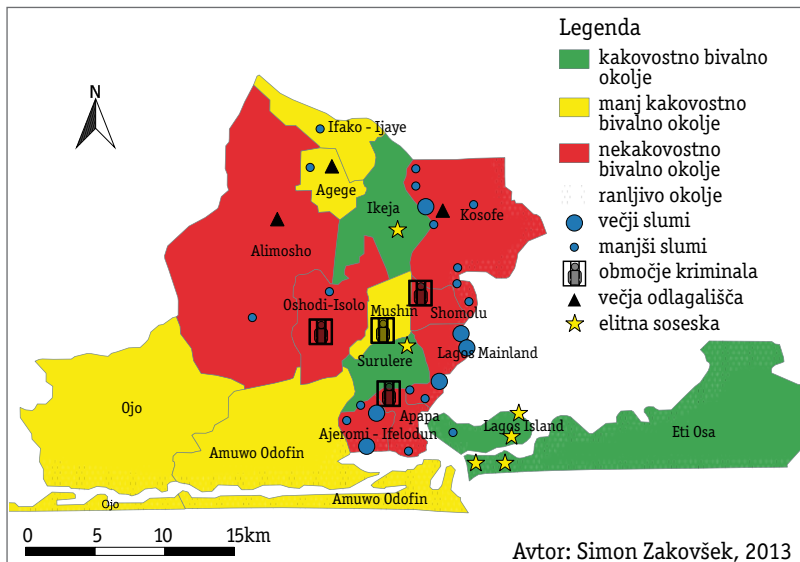 Legenda
kakovostno bivalno
okolje
manj kakovostno
bivalno okolje
nekakovostno
bivalno okolje
ranljivo okolje
večji slumi
manjši slumi
območje kriminala
večja odlagališča
elitna soseska
N
Ifako - Ijaye
Agege
Ikeja
Kosofe
Alimosho
Oshodi-Isolo
Mushin
Shomolu
Lagos Mainland
Surulere
Ojo
Apapa
Lagos Island
Eti Osa
Ajeromi - Ifelodun
Amuwo Odofin
Amuwo Odofin
Ojo
0 5 10 15km
Avtor: Simon Zakovšek, 2013